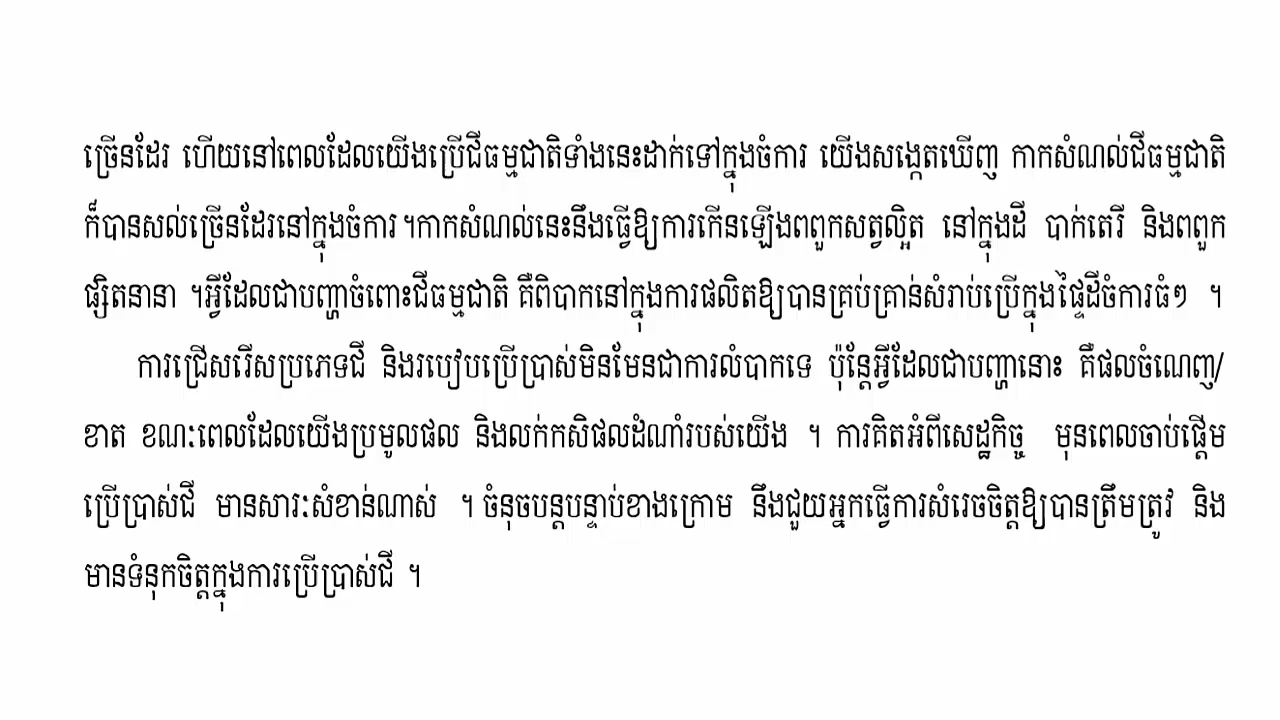 ច្រើនដែរ ហើយនៅពេលដែលយើងប្រើជីធម្មជាតិទាំងនេះដាក់ទៅក្នុងចំការ យើងសង្កេតឃើញ កាកសំណល់ជីធម្មជាតិ
ក៏បានសល់ច្រើនដែរនៅក្នុងចំការ ។កាកសំណល់នេះនឹងធ្វើឱ្យការកើនឡើងពពួកសត្វល្អិត នៅក្នុងដី បាក់តេរី និងពពួក
ផ្សិតនានា ។អ្វីដែលជាបញ្ហាចំពោះជីធម្មជាតិ គឺពិបាកនៅក្នុងការផលិតឱ្យបានគ្រប់គ្រាន់សំរាប់ប្រើក្នុងផ្ទៃដីចំការធំៗ ។
ការជ្រើសរើសប្រភេទជី និងរបៀបប្រើប្រាស់មិនមែនជាការលំបាកទេ ប៉ុន្តែអ្វីដែលជាបញ្ហានោះ គឺផលចំណេញ/
ខាត ខណៈពេលដែលយើងប្រមូលផល និងលក់កសិផលដំណាំរបស់យើង ។ ការគិតអំពីសេដ្ឋកិច្ច មុនពេលចាប់ផ្តើម
ប្រើប្រាស់ជី មានសារៈសំខាន់ណាស់ ។ ចំនុចបន្តបន្ទាប់ខាងក្រោម នឹងជួយអ្នកធ្វើការសំរេចចិត្តឱ្យបានត្រឹមត្រូវ និង
មានទំនុកចិត្តក្នុងការប្រើប្រាស់ជី ។